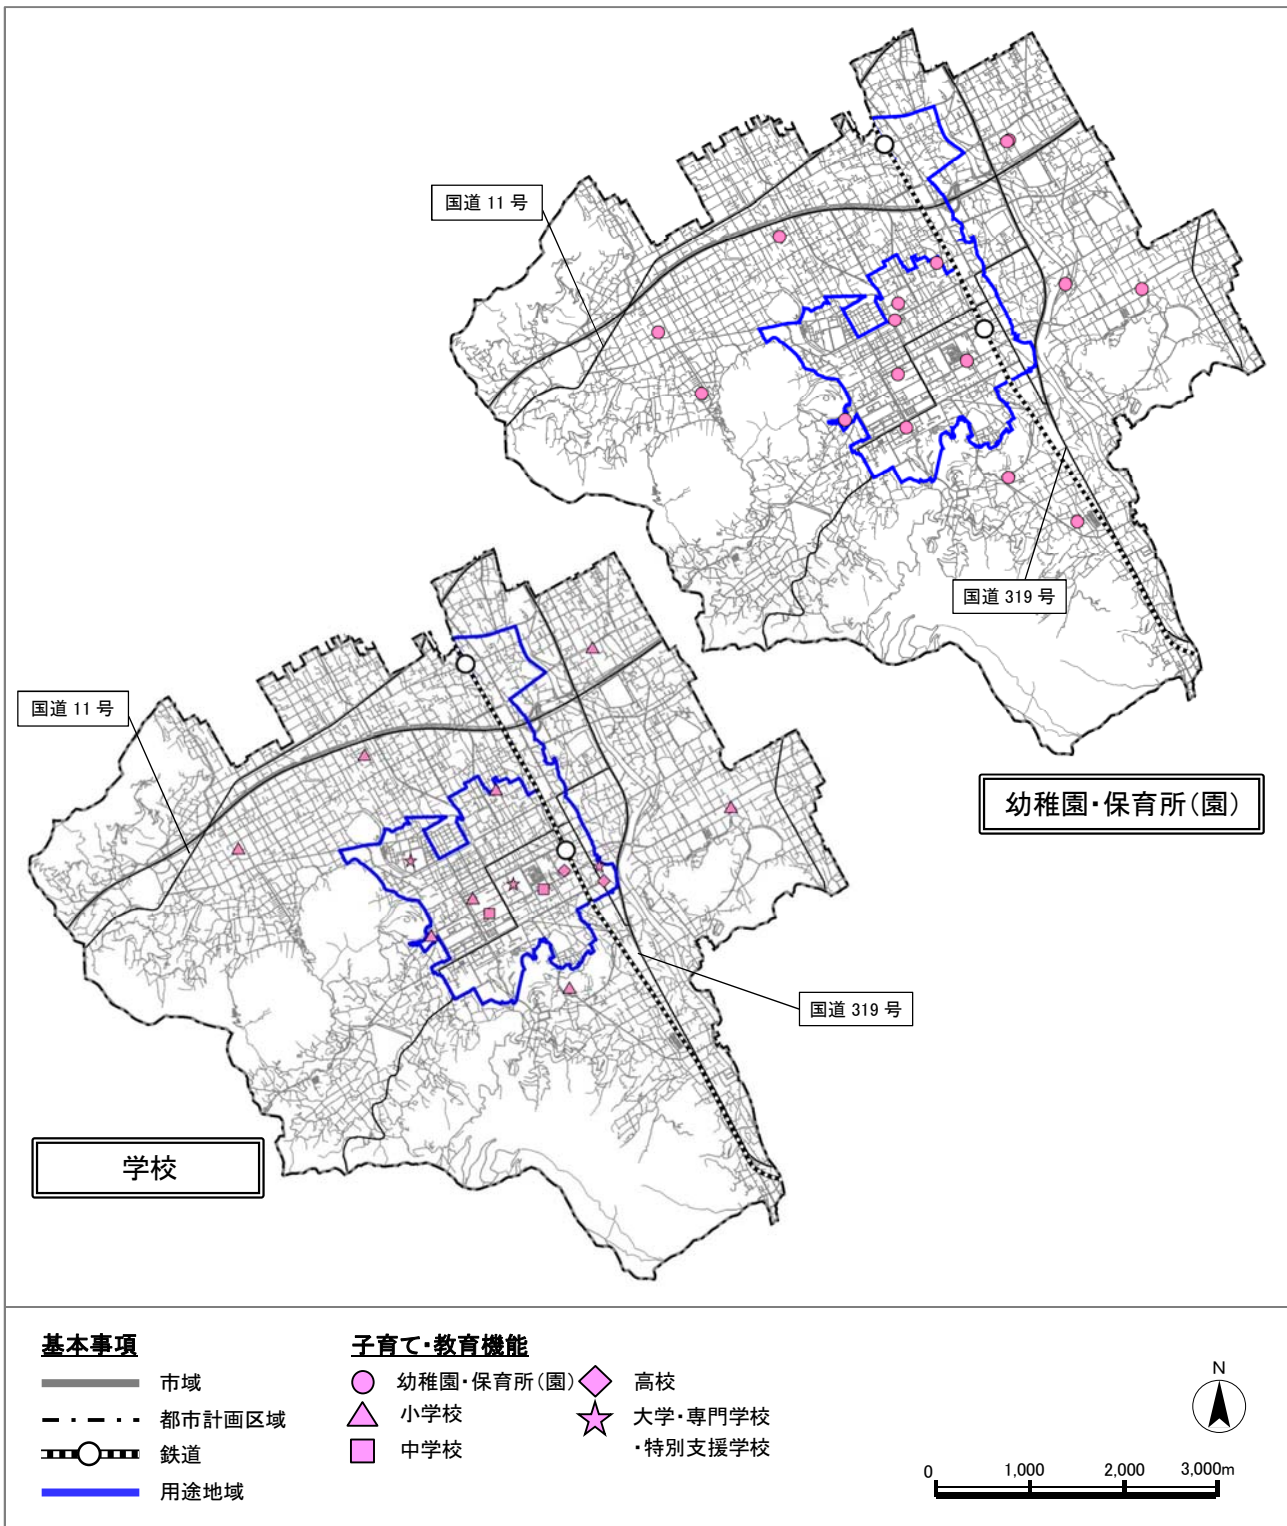 国道 11 号
国道 319 号
幼稚園・保育所(園)
国道 11 号
国道 319 号
学校
基本事項
市域
都市計画区域
鉄道
用途地域
子育て・教育機能
幼稚園・保育所(園)
小学校
中学校
高校
大学・専門学校
・特別支援学校
N
0 1,000 2,000 3,000m